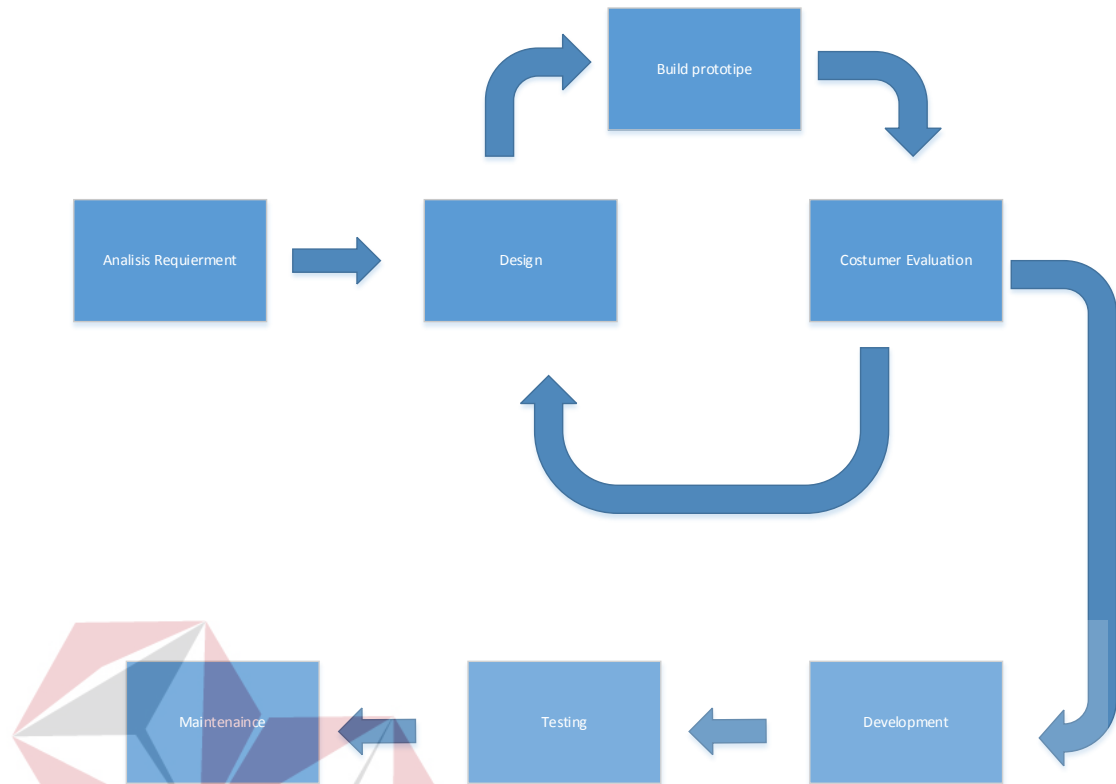 Build prototipe
Analisis Requierment
Design
Costumer Evaluation
Maintenaince
Testing
Development